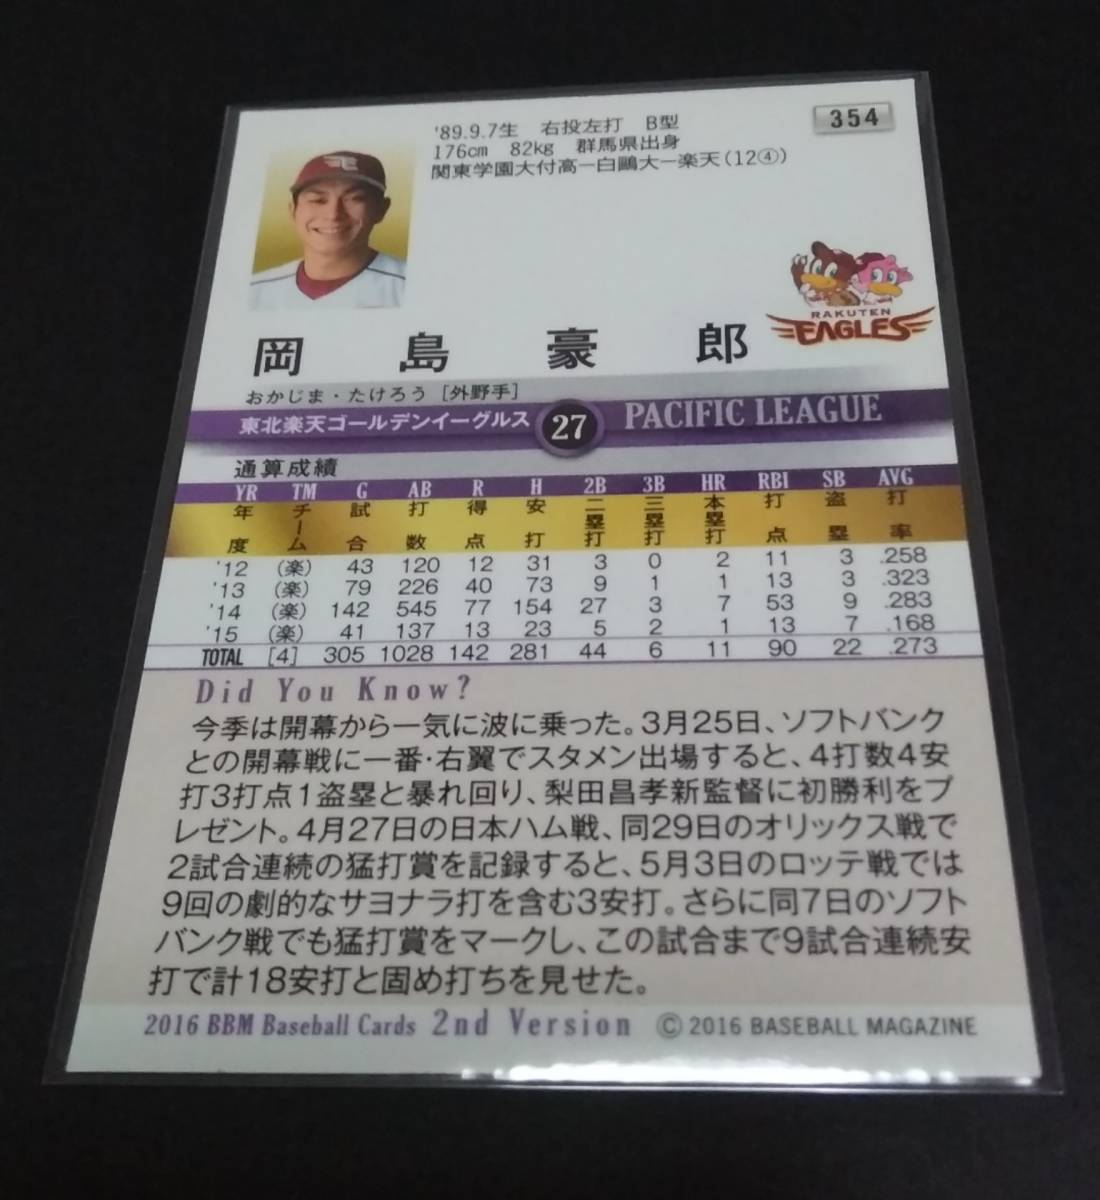 354
'89.9.7生 右投左打 B型
176cm 82kg 群馬県出身
関東学園大付高ー白鷗大ー楽天(12④)
RAKUTEN
EAGLES
岡島豪郎
おかじま・たけろう [外野手]
東北楽天ゴールデンイーグルス 27 PACIFIC LEAGUE
通算成績
YR TM G AB R H 2B 3B HR RBI SB AVG
年度 チーム 試合 打数 得点 安打 二塁打 三塁打 本塁打 打点 盗塁 打率
'12 (楽) 43 120 12 31 3 0 2 11 3 .258
'13 (楽) 79 226 40 73 9 1 1 13 3 .323
'14 (楽) 142 545 77 154 27 3 7 53 9 .283
'15 (楽) 41 137 13 23 5 2 1 13 7 .168
TOTAL [4] 305 1028 142 281 44 6 11 90 22 .273
Did You Know?
今季は開幕から一気に波に乗った。3月25日、ソフトバンク
との開幕戦に一番・右翼でスタメン出場すると、4打数4安
打3打点1盗塁と暴れ回り、梨田昌孝新監督に初勝利をプ
レゼント。4月27日の日本ハム戦、同29日のオリックス戦で
2試合連続の猛打賞を記録すると、5月3日のロッテ戦では
9回の劇的なサヨナラ打を含む3安打。さらに同7日のソフト
バンク戦でも猛打賞をマークし、この試合まで9試合連続安
打で計18安打と固め打ちを見せた。
2016 BBM Baseball Cards 2nd Version © 2016 BASEBALL MAGAZINE